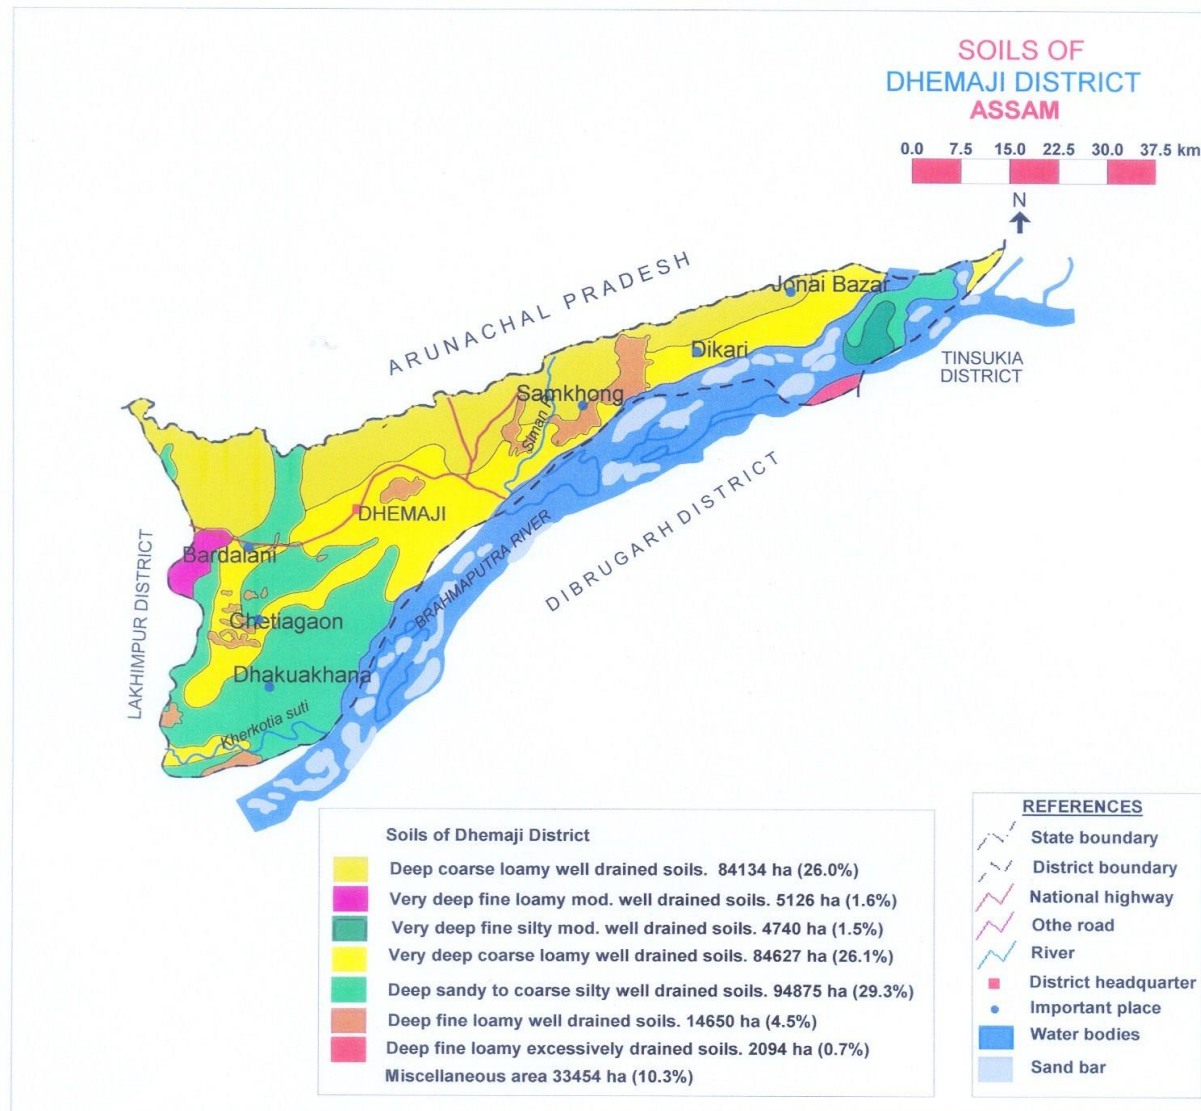 SOILS OF
DHEMAJI DISTRICT
ASSAM
0.0 7.5 15.0 22.5 30.0 37.5 km
N
ARUNACHAL PRADESH
Jonai Bazar
Dikari
TINSUKIA
DISTRICT
Samkhong
Siman R
DHEMAJI
DIBRUGARH DISTRICT
BRAHMAPUTRA RIVER
LAKHIMPUR DISTRICT
Bardalani
Chetiagaon
Dhakuakhana
Kherkotia suti
Soils of Dhemaji District
Deep coarse loamy well drained soils. 84134 ha (26.0%)
Very deep fine loamy mod. well drained soils. 5126 ha (1.6%)
Very deep fine silty mod. well drained soils. 4740 ha (1.5%)
Very deep coarse loamy well drained soils. 84627 ha (26.1%)
Deep sandy to coarse silty well drained soils. 94875 ha (29.3%)
Deep fine loamy well drained soils. 14650 ha (4.5%)
Deep fine loamy excessively drained soils. 2094 ha (0.7%)
Miscellaneous area 33454 ha (10.3%)
REFERENCES
State boundary
District boundary
National highway
Othe road
River
District headquarter
Important place
Water bodies
Sand bar